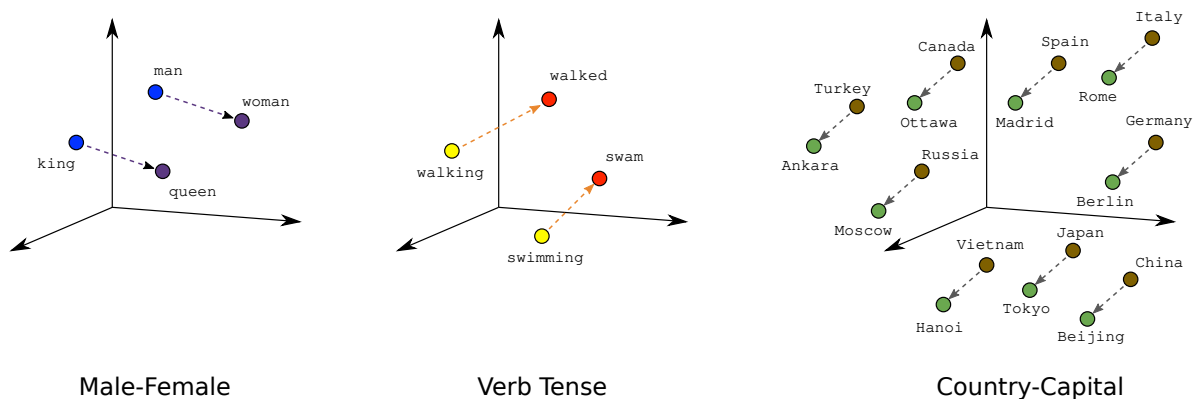 man
woman
king
queen
Male-Female
walked
walking
swam
swimming
Verb Tense
Italy
Canada
Spain
Rome
Turkey
Ottawa
Madrid
Germany
Ankara
Russia
Berlin
Moscow
Vietnam
Japan
China
Tokyo
Hanoi
Beijing
Country-Capital